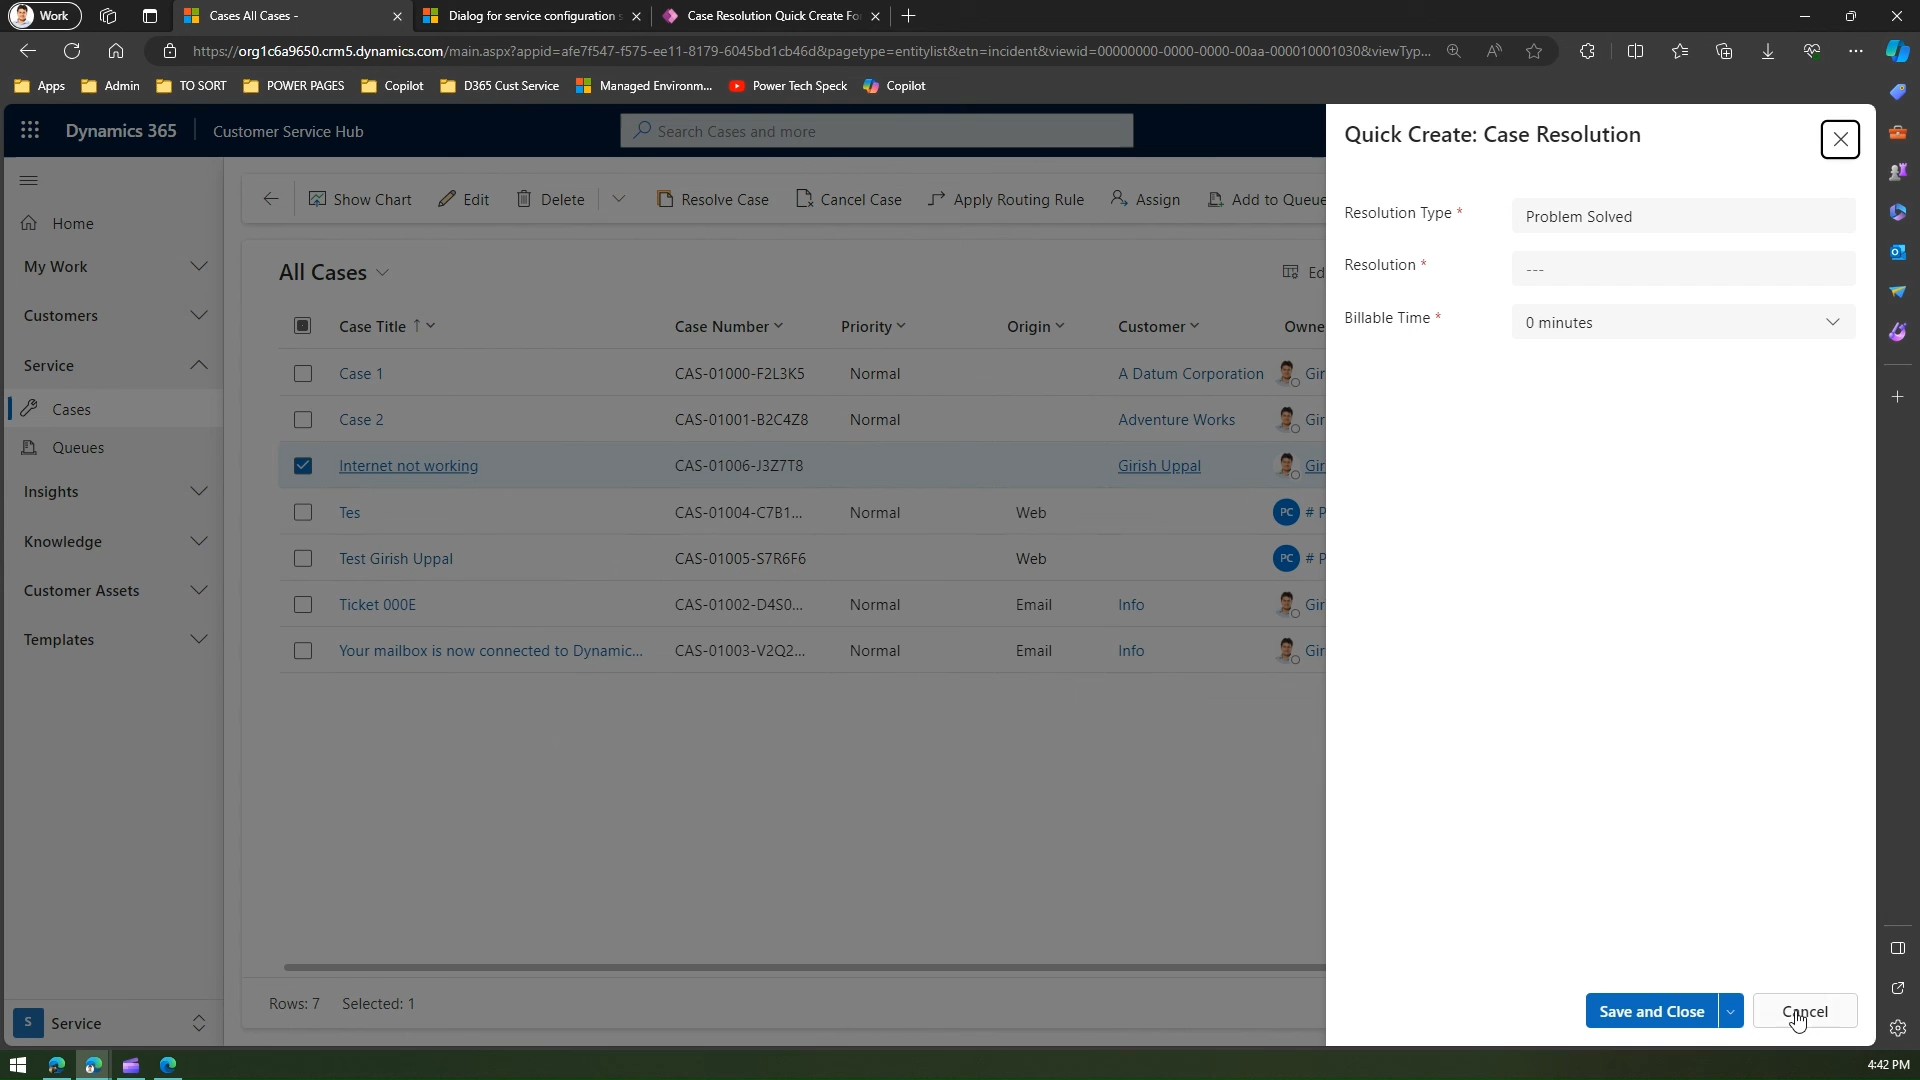 Work
Cases All Cases -
Dialog for service configuration s
Case Resolution Quick Create Fo
https://org1c6a9650.crm5.dynamics.com/main.aspx?appid=afe7f547-f575-ee11-8179-6045bd1cb46d&pagetype=entitylist&etn=incident&viewid=00000000-0000-0000-00aa-000010001030&viewTyp...
Apps
Admin
TO SORT
POWER PAGES
Copilot
D365 Cust Service
Managed Environm...
Power Tech Speck
Copilot
Dynamics 365
Customer Service Hub
Search Cases and more
Home
My Work
Customers
Service
Cases
Queues
Insights
Knowledge
Customer Assets
Templates
S Service
Show Chart
Edit
Delete
Resolve Case
Cancel Case
Apply Routing Rule
Assign
Add to Queue
All Cases
Ed
Case Title ↑ Case Number Priority Origin Customer Owne
Case 1 CAS-01000-F2L3K5 Normal A Datum Corporation Gir
Case 2 CAS-01001-B2C4Z8 Normal Adventure Works Gir
Internet not working CAS-01006-J3Z7T8 Girish Uppal Gir
Tes CAS-01004-C7B1... Normal Web PC # P
Test Girish Uppal CAS-01005-S7R6F6 Web PC # P
Ticket 000E CAS-01002-D4S0... Normal Email Info Gir
Your mailbox is now connected to Dynamic... CAS-01003-V2Q2... Normal Email Info Gir
Rows: 7 Selected: 1
Quick Create: Case Resolution
Resolution Type * Problem Solved
Resolution * ---
Billable Time * 0 minutes
Save and Close
Cancel
4:42 PM